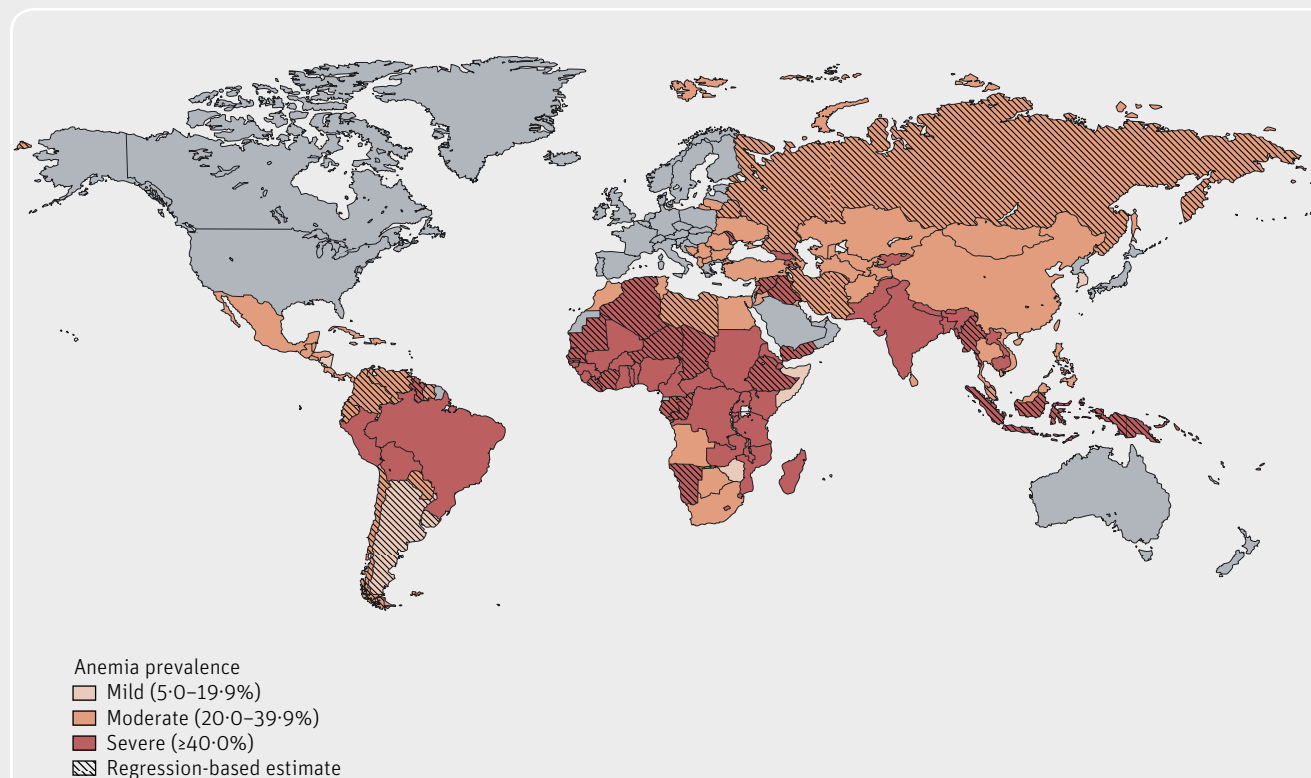 Anemia prevalence
Mild (5·0–19·9%)
Moderate (20·0–39·9%)
Severe (≥40·0%)
Regression-based estimate